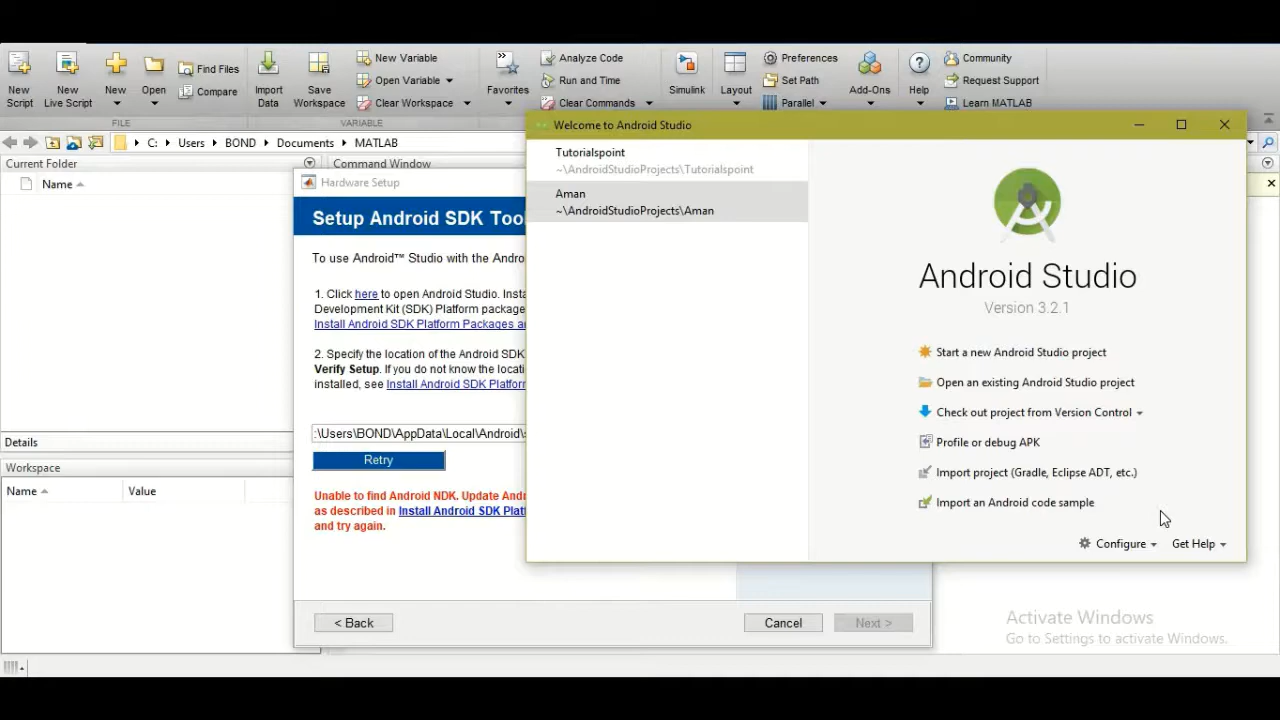 New Variable
Analyze Code
Preferences
Community
Find Files
Open Variable
Run and Time
Set Path
Request Support
Compare
Clear Workspace
Clear Commands
Parallel
Learn MATLAB
New Script
New Live Script
New
Open
Import Data
Save Workspace
Favorites
Simulink
Layout
Add-Ons
Help
FILE
VARIABLE
C:
Users
BOND
Documents
MATLAB
Current Folder
Name
Details
Workspace
Name
Value
Command Window
Hardware Setup
Setup Android SDK Too
To use Android™ Studio with the Andro
1. Click here to open Android Studio. Insta
Development Kit (SDK) Platform package
Install Android SDK Platform Packages an
2. Specify the location of the Android SDK
Verify Setup. If you do not know the locati
installed, see Install Android SDK Platform
:\Users\BOND\AppData\Local\Android\s
Retry
Unable to find Android NDK. Update Andr
as described in Install Android SDK Platf
and try again.
< Back
Cancel
Next >
Welcome to Android Studio
Tutorialspoint
~\AndroidStudioProjects\Tutorialspoint
Aman
~\AndroidStudioProjects\Aman
Android Studio
Version 3.2.1
Start a new Android Studio project
Open an existing Android Studio project
Check out project from Version Control
Profile or debug APK
Import project (Gradle, Eclipse ADT, etc.)
Import an Android code sample
Configure
Get Help
Activate Windows
Go to Settings to activate Windows.